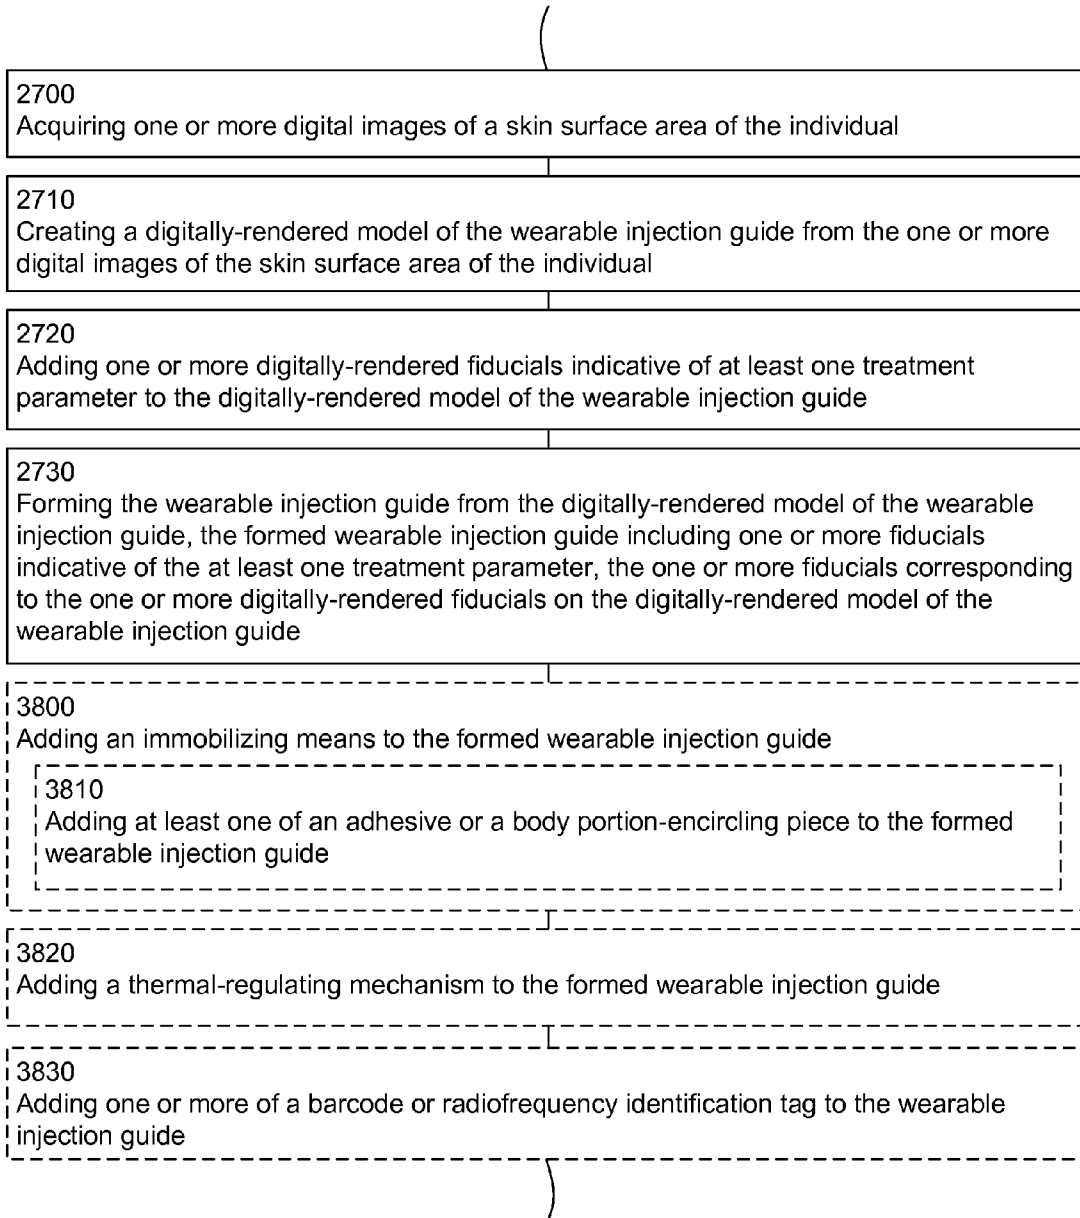 2700
Acquiring one or more digital images of a skin surface area of the individual
2710
Creating a digitally-rendered model of the wearable injection guide from the one or more
digital images of the skin surface area of the individual
2720
Adding one or more digitally-rendered fiducials indicative of at least one treatment
parameter to the digitally-rendered model of the wearable injection guide
2730
Forming the wearable injection guide from the digitally-rendered model of the wearable
injection guide, the formed wearable injection guide including one or more fiducials
indicative of the at least one treatment parameter, the one or more fiducials corresponding
to the one or more digitally-rendered fiducials on the digitally-rendered model of the
wearable injection guide
3800
Adding an immobilizing means to the formed wearable injection guide
3810
Adding at least one of an adhesive or a body portion-encircling piece to the formed
wearable injection guide
3820
Adding a thermal-regulating mechanism to the formed wearable injection guide
3830
Adding one or more of a barcode or radiofrequency identification tag to the wearable
injection guide